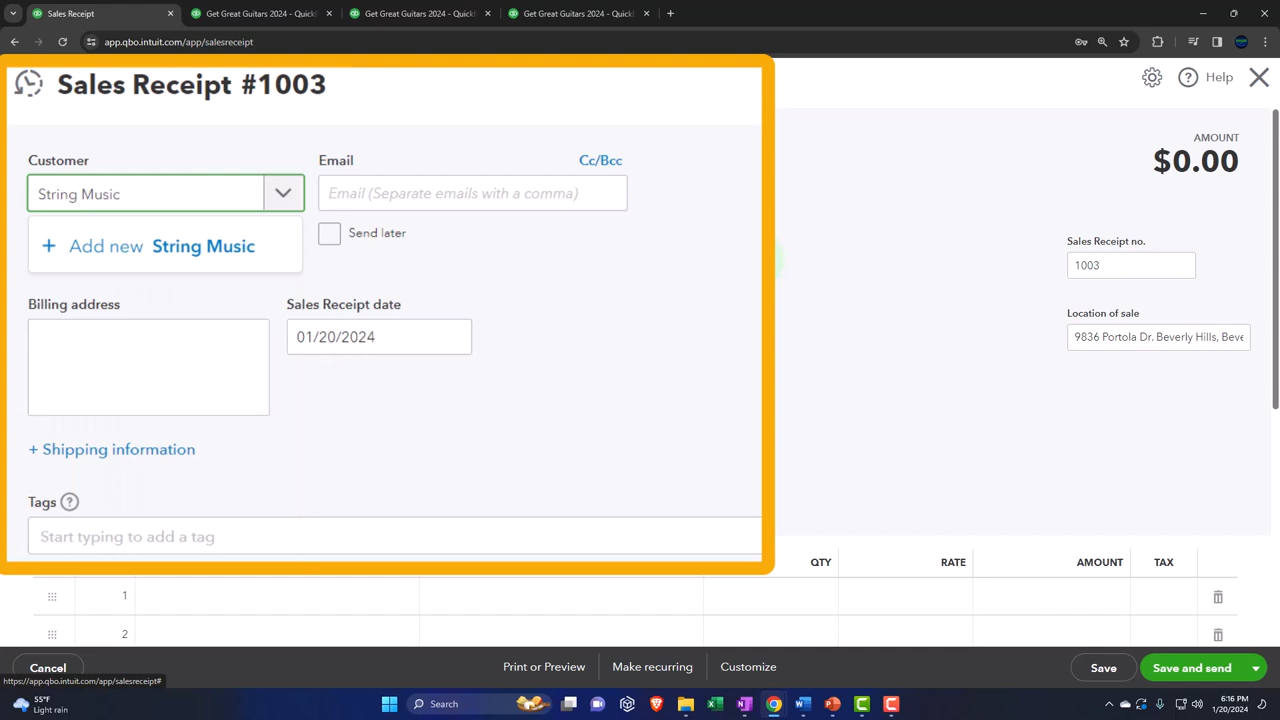 Sales Receipt
Get Great Guitars 2024 - Quick
Get Great Guitars 2024 - Quick
Get Great Guitars 2024 - Quick
app.qbo.intuit.com/app/salesreceipt
Sales Receipt #1003
Help
AMOUNT
$0.00
Customer
Email
Cc/Bcc
String Music
Email (Separate emails with a comma)
+ Add new String Music
Send later
Sales Receipt no.
1003
Billing address
Sales Receipt date
01/20/2024
Location of sale
9836 Portola Dr. Beverly Hills, Beve
+ Shipping information
Tags ?
Start typing to add a tag
QTY RATE AMOUNT TAX
1
2
Cancel
Print or Preview
Make recurring
Customize
Save
Save and send
https://app.qbo.intuit.com/app/salesreceipt#
55°F
Light rain
Search
6:16 PM
1/20/2024